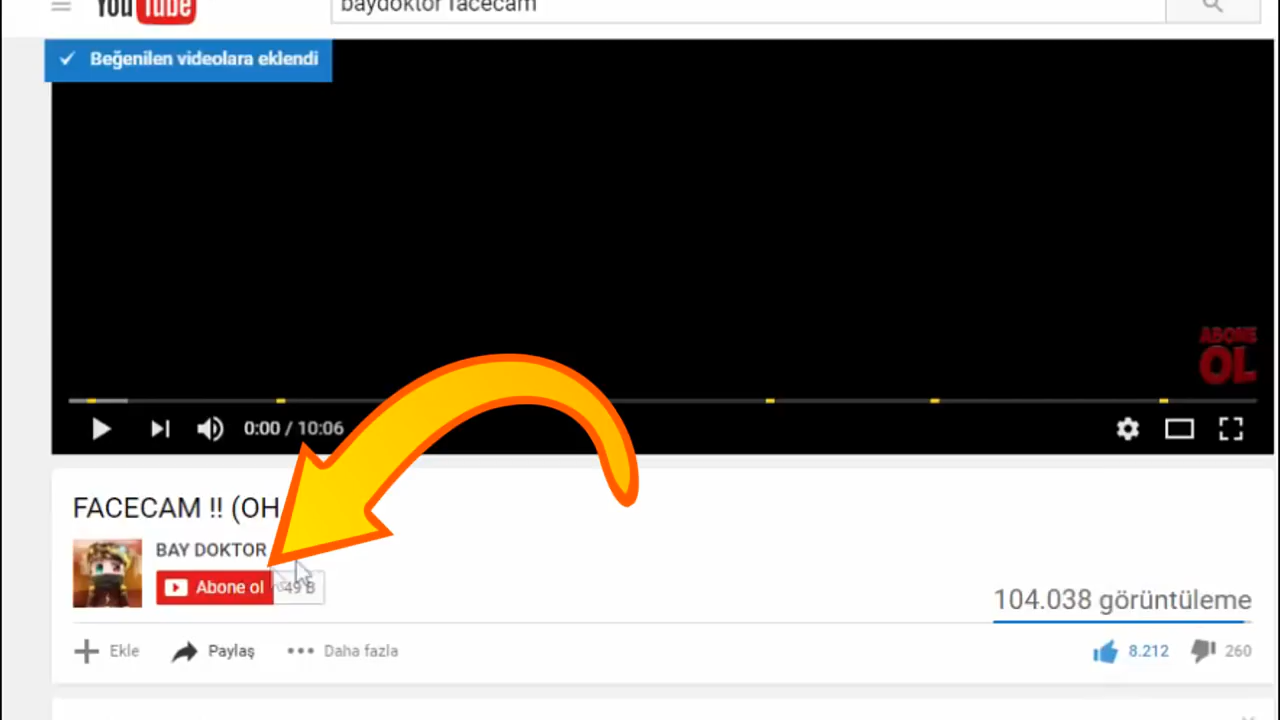 YouTube
baydoktor facecam
Beğenilen videolara eklendi
ABONE
OL
0:00 / 10:06
FACECAM !! (OH
BAY DOKTOR
Abone ol
49 B
104.038 görüntüleme
Ekle
Paylaş
Daha fazla
8.212
260